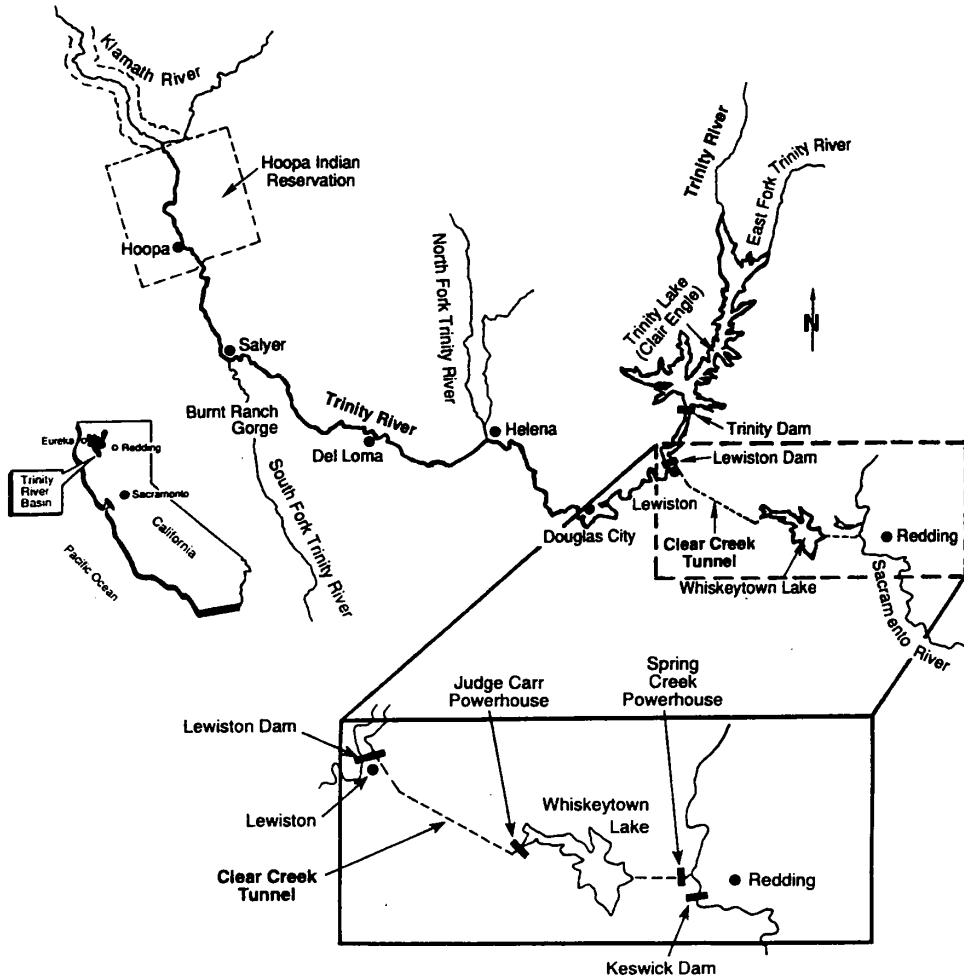 Klamath River
Hoopa Indian
Reservation
Hoopa
Trinity River
East Fork Trinity River
North Fork Trinity River
Trinity Lake
(Clair Engle)
N
Salyer
Trinity River
Burnt Ranch
Gorge
Del Loma
Helena
Trinity Dam
Lewiston Dam
Lewiston
Douglas City
Clear Creek
Tunnel
Whiskeytown Lake
Redding
Sacramento River
South Fork Trinity River
Eureka
Redding
Trinity
River
Basin
Sacramonto
California
Pacific Ocean
Judge Carr
Powerhouse
Spring
Creek
Powerhouse
Lewiston Dam
Lewiston
Whiskeytown
Lake
Clear Creek
Tunnel
Redding
Keswick Dam